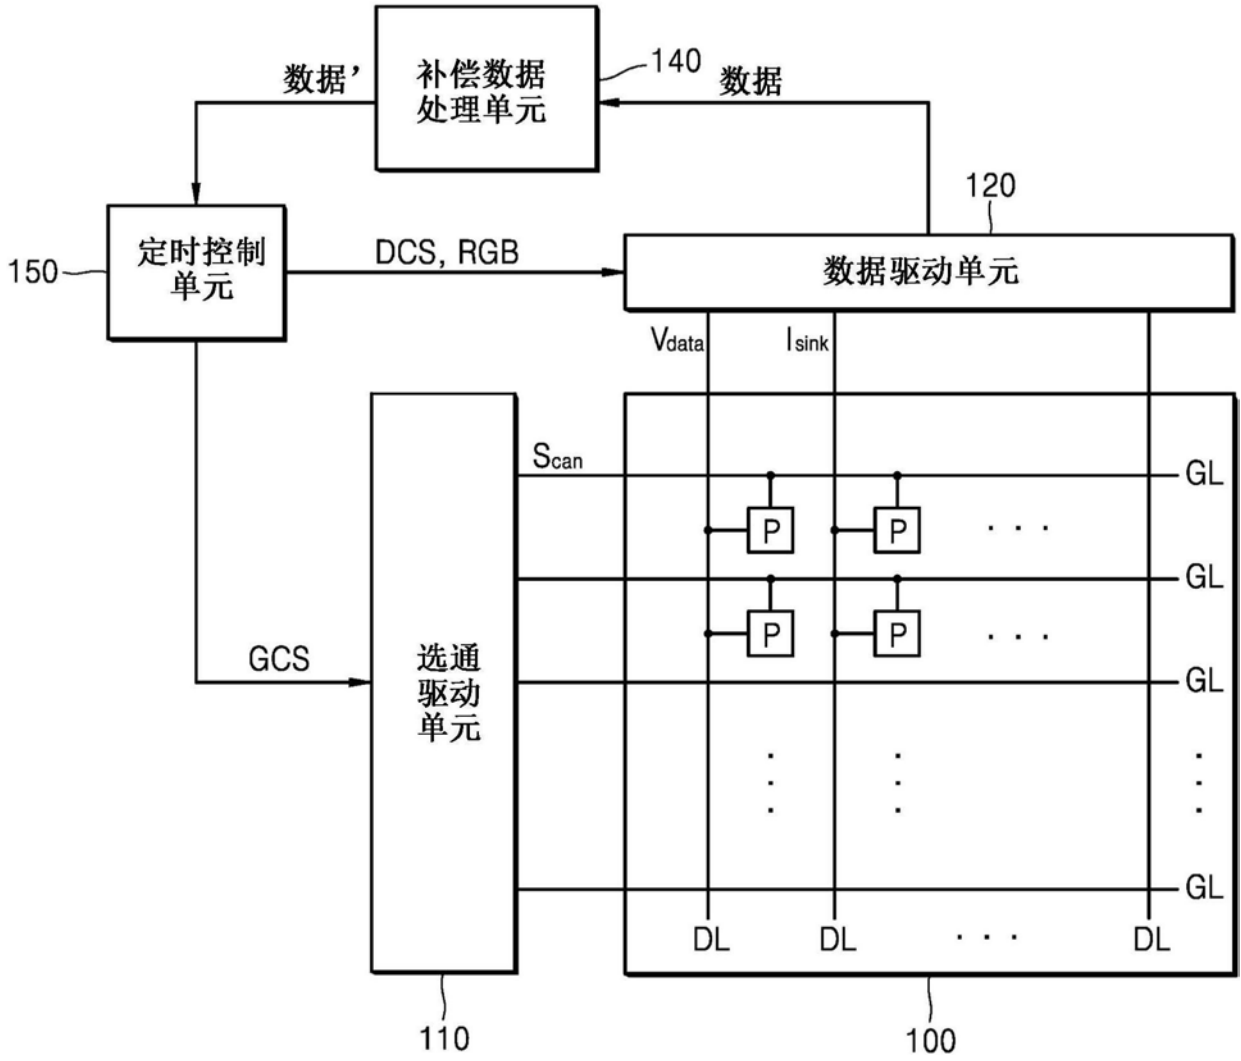 补偿数据
处理单元
140
数据’
数据
120
定时控制
单元
150
DCS, RGB
数据驱动单元
Vdata
Isink
Scan
GL
P
P
. . .
GL
P
P
. . .
GCS
选通
驱动
单元
GL
GL
DL
DL
. . .
DL
110
100